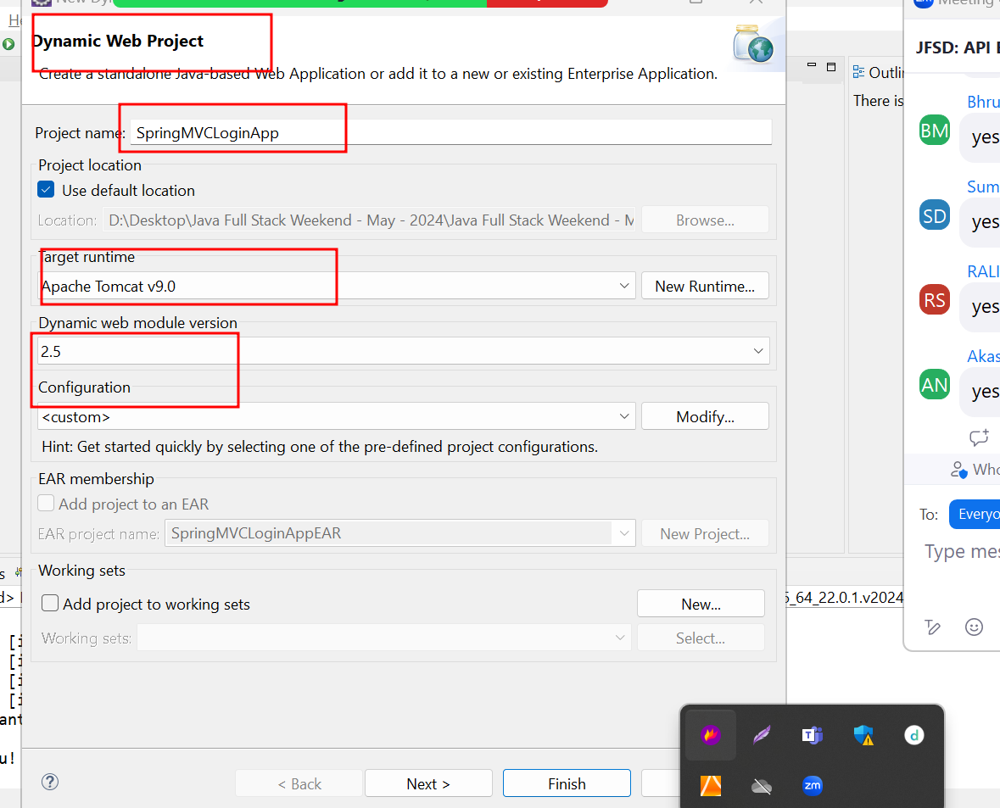 Dynamic Web Project
Create a standalone Java-based Web Application or add it to a new or existing Enterprise Application.
Project name: SpringMVCLoginApp
Project location
Use default location
Location: D:\Desktop\Java Full Stack Weekend - May - 2024\Java Full Stack Weekend - M
Browse...
Target runtime
Apache Tomcat v9.0
New Runtime...
Dynamic web module version
2.5
Configuration
<custom>
Modify...
Hint: Get started quickly by selecting one of the pre-defined project configurations.
EAR membership
Add project to an EAR
EAR project name: SpringMVCLoginAppEAR
New Project...
Working sets
Add project to working sets
New...
Working sets:
Select...
< Back
Next >
Finish
Outlin
There is
5_64_22.0.1.v2024
[i
[i
[i
[i
ant
u!
JFSD: API
Bhru
BM
yes
Sum
SD
yes
RALI
RS
yes
Akas
AN
yes
Who
To: Everyo
Type mes
zm